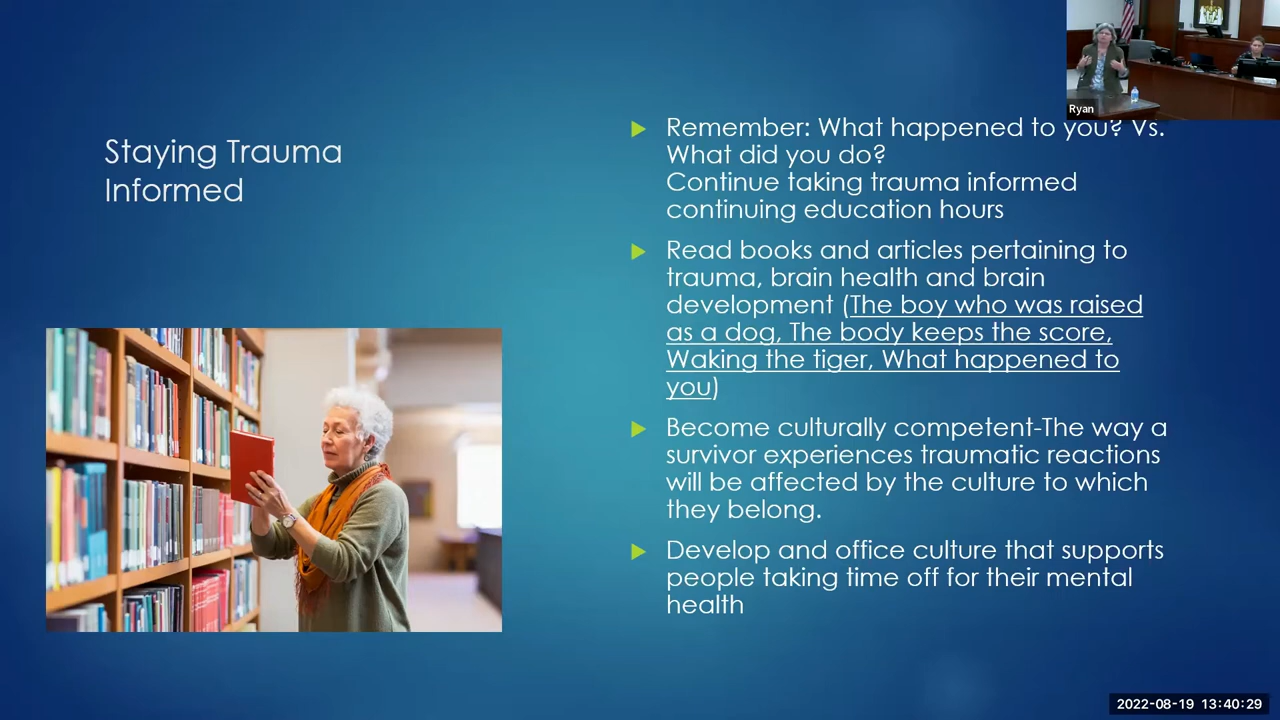 Ryan
Staying Trauma
Informed
Remember: What happened to you? Vs.
What did you do?
Continue taking trauma informed
continuing education hours
Read books and articles pertaining to
trauma, brain health and brain
development (The boy who was raised
as a dog, The body keeps the score,
Waking the tiger, What happened to
you)
Become culturally competent-The way a
survivor experiences traumatic reactions
will be affected by the culture to which
they belong.
Develop and office culture that supports
people taking time off for their mental
health
2022-08-19 13:40:29